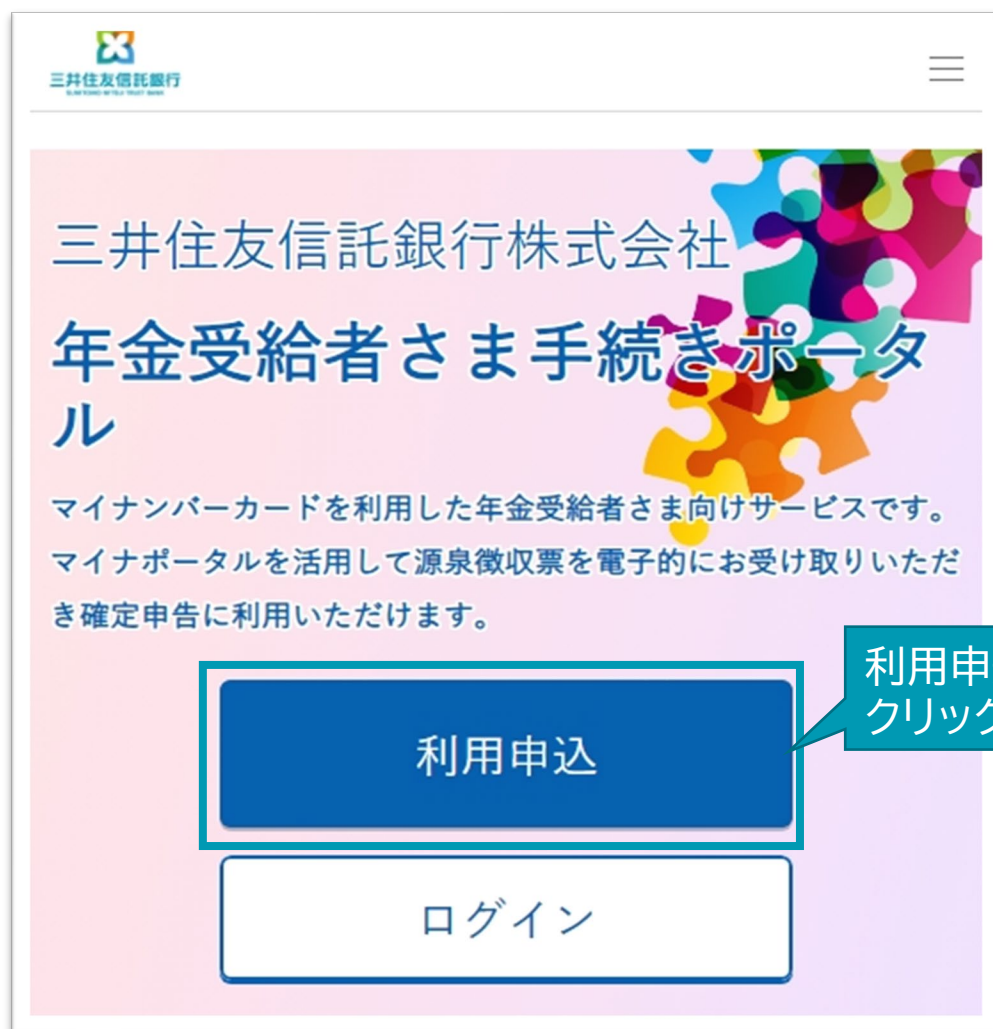 三井住友信託銀行
SUMITOMO MITSUI TRUST BANK
三井住友信託銀行株式会社
年金受給者さま手続きポータ
ル
マイナンバーカードを利用した年金受給者さま向けサービスです。
マイナポータルを活用して源泉徴収票を電子的にお受け取りいただ
き確定申告に利用いただけます。
利用申
クリック
利用申込
ログイン